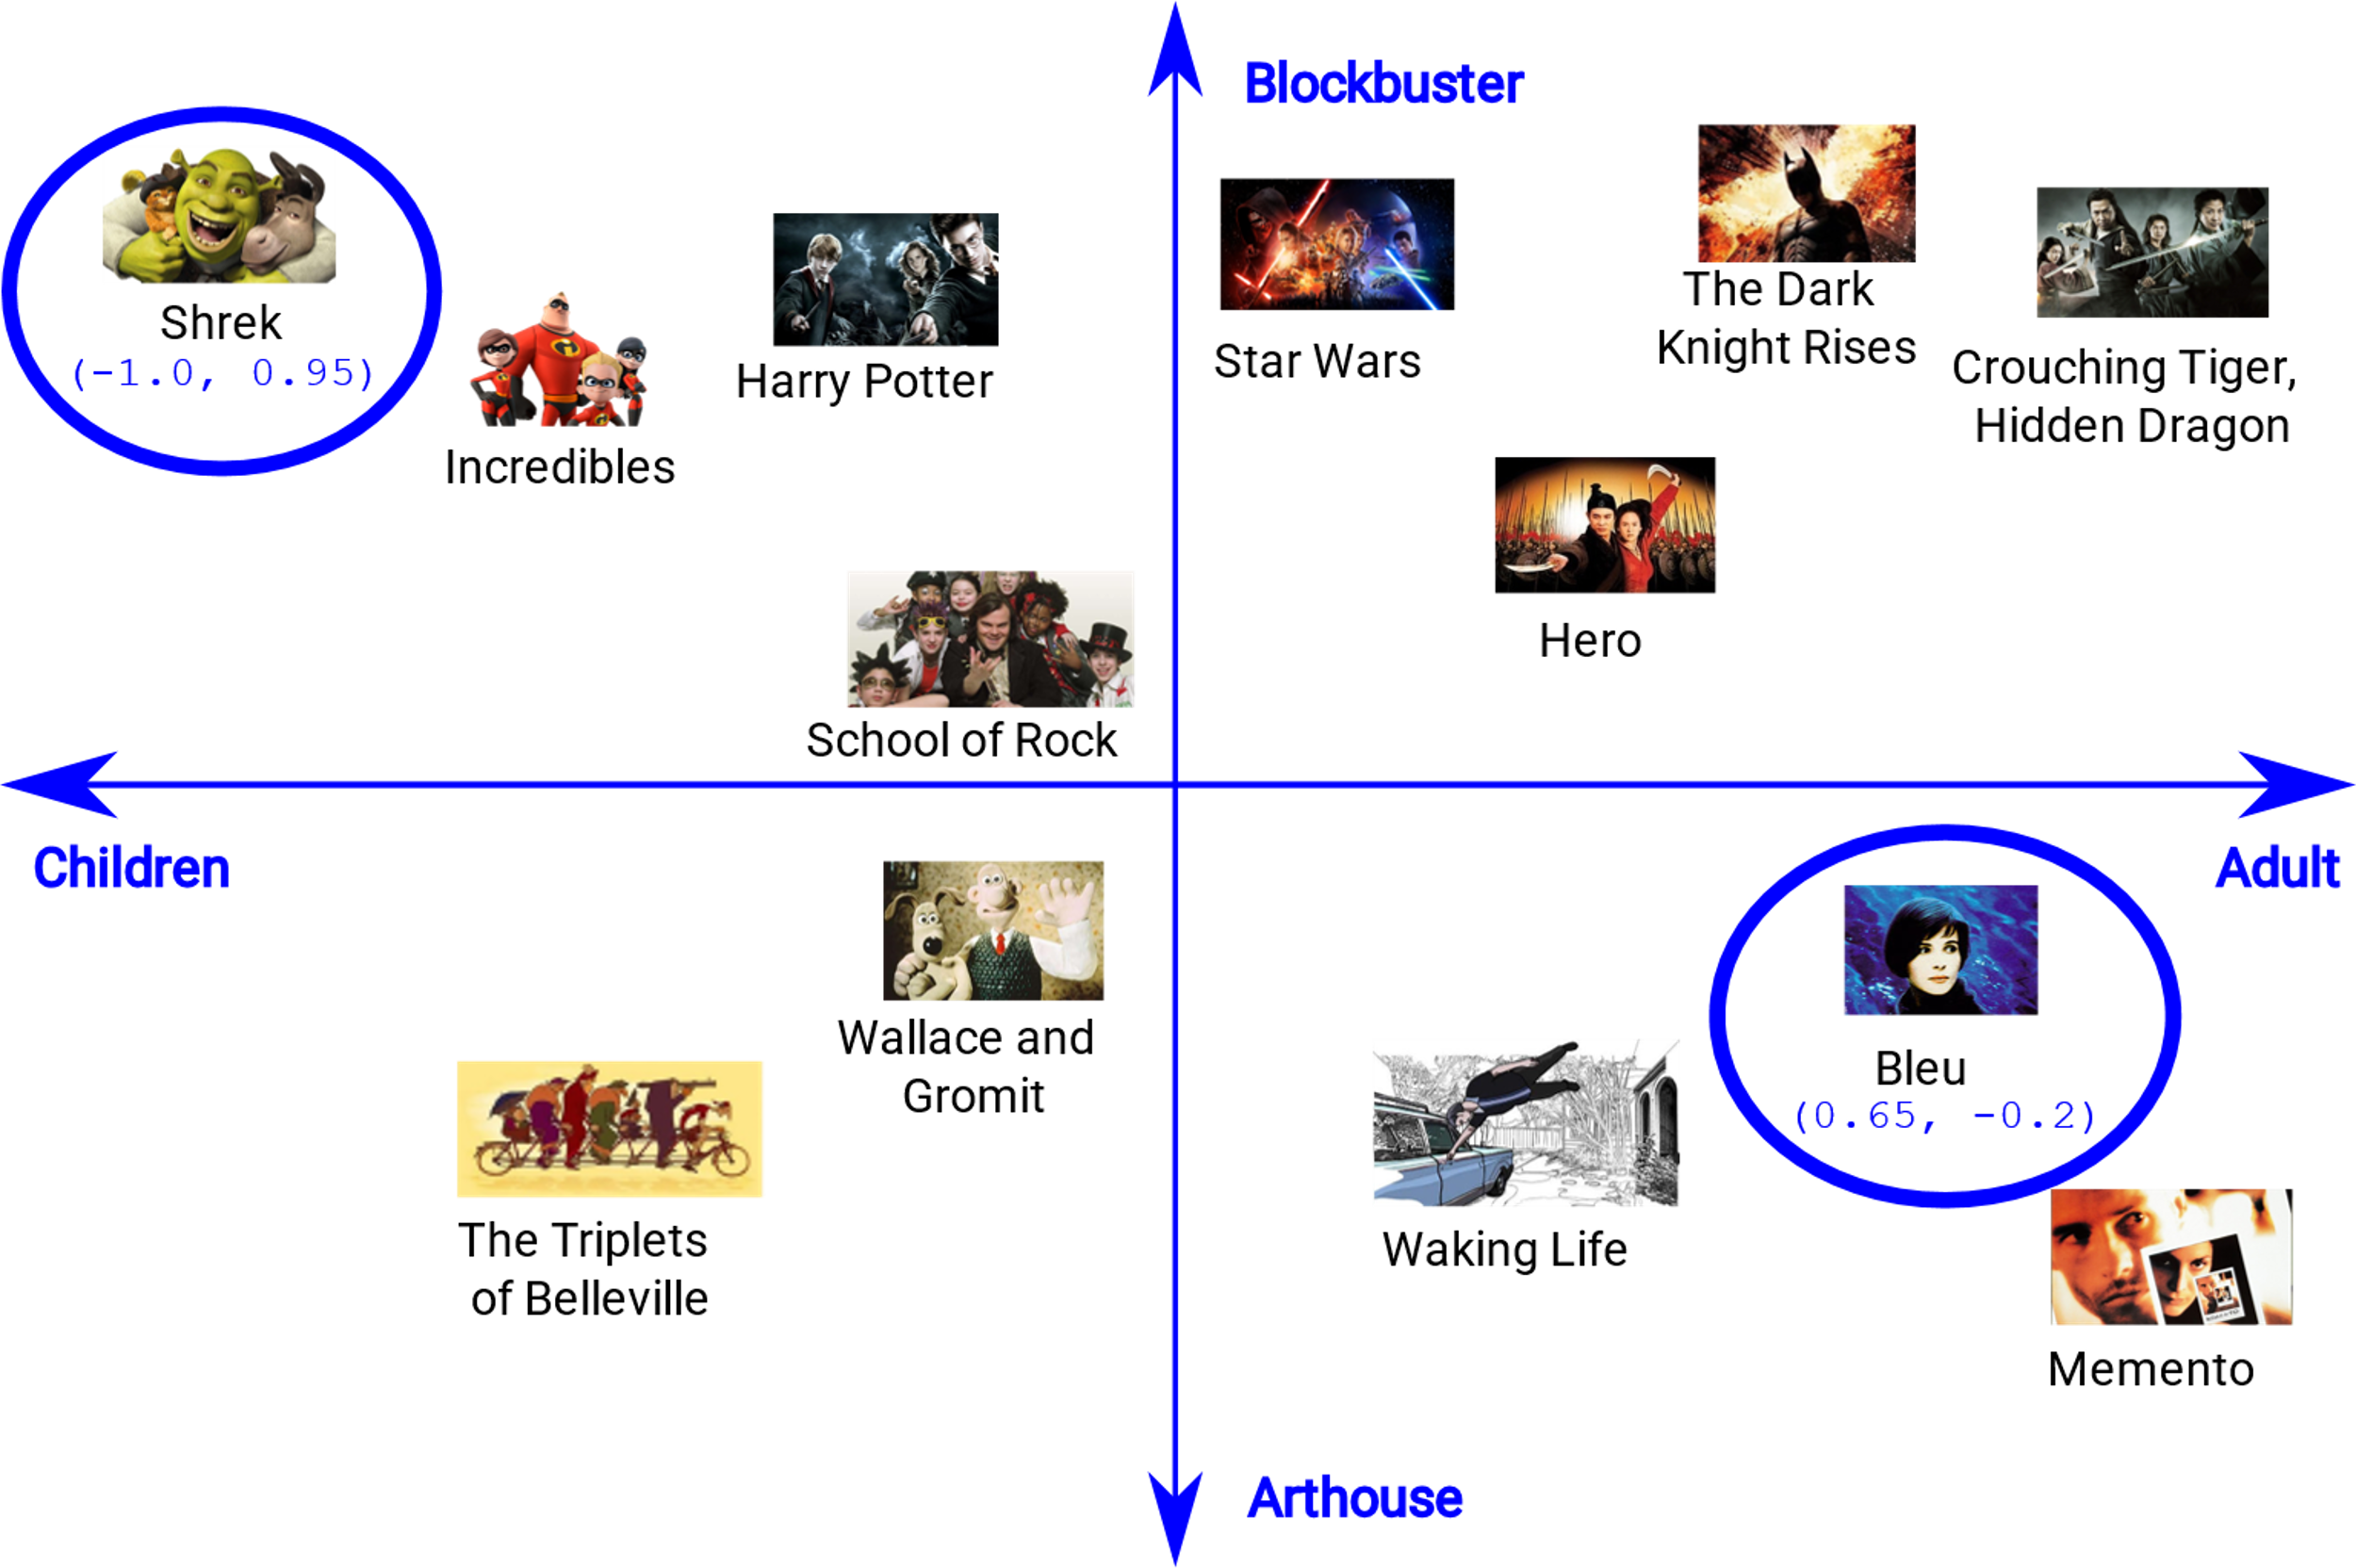 Blockbuster
Shrek
(-1.0, 0.95)
Incredibles
Harry Potter
Star Wars
The Dark
Knight Rises
Crouching Tiger,
Hidden Dragon
Hero
School of Rock
Children
Adult
Wallace and
Gromit
The Triplets
of Belleville
Waking Life
Bleu
(0.65, -0.2)
Memento
Arthouse